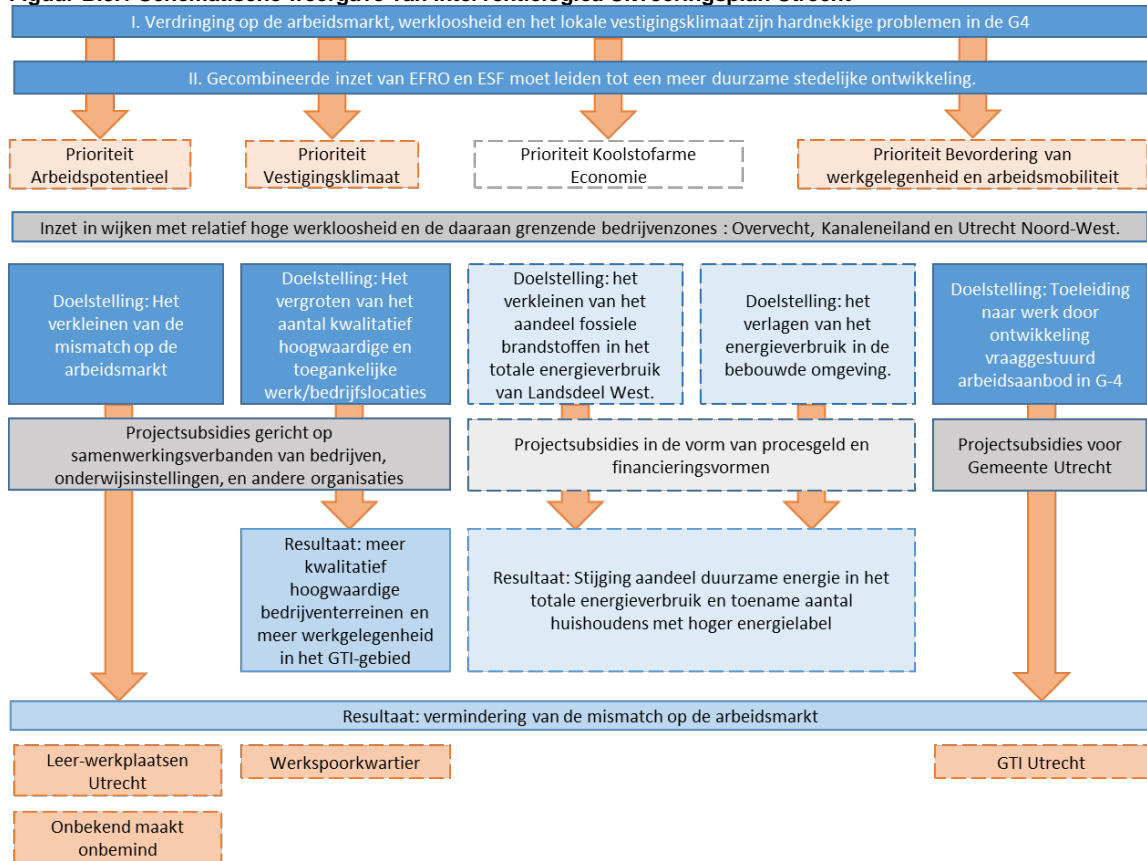 Figuur Schematische weergave van interventielogica Uitvoeringsplan Utrecht
I. Verdringing op de arbeidsmarkt, werkloosheid en het lokale vestigingsklimaat zijn hardnekkige problemen in de G4
II. Gecombineerde inzet van EFRO en ESF moet leiden tot een meer duurzame stedelijke ontwikkeling.
Prioriteit
Arbeidspotentieel
Prioriteit
Vestigingsklimaat
Prioriteit Koolstofarme
Economie
Prioriteit Bevordering van
werkgelegenheid en arbeidsmobiliteit
Inzet in wijken met relatief hoge werkloosheid en de daaraan grenzende bedrijvenzones : Overvecht, Kanaleneiland en Utrecht Noord-West.
Doelstelling: Het
verkleinen van de
mismatch op de
arbeidsmarkt
Doelstelling: Het
vergroten van het
aantal kwalitatief
hoogwaardige en
toegankelijke
werk/bedrijfslocaties
Doelstelling: het
verkleinen van het
aandeel fossiele
brandstoffen in het
totale energieverbruik
van Landsdeel West.
Doelstelling: het
verlagen van het
energieverbruik in de
bebouwde omgeving.
Doelstelling: Toeleiding
naar werk door
ontwikkeling
vraaggestuurd
arbeidsaanbod in G-4
Projectsubsidies gericht op
samenwerkingsverbanden van bedrijven,
onderwijsinstellingen, en andere organisaties
Projectsubsidies in de vorm van procesgeld en
financieringsvormen
Projectsubsidies voor
Gemeente Utrecht
Resultaat: meer
kwalitatief
hoogwaardige
bedrijventerreinen en
meer werkgelegenheid
in het GTI-gebied
Resultaat: Stijging aandeel duurzame energie in het
totale energieverbruik en toename aantal
huishoudens met hoger energielabel
Resultaat: vermindering van de mismatch op de arbeidsmarkt
Leer-werkplaatsen
Utrecht
Werkspoorkwartier
GTI Utrecht
Onbekend maakt
onbemind